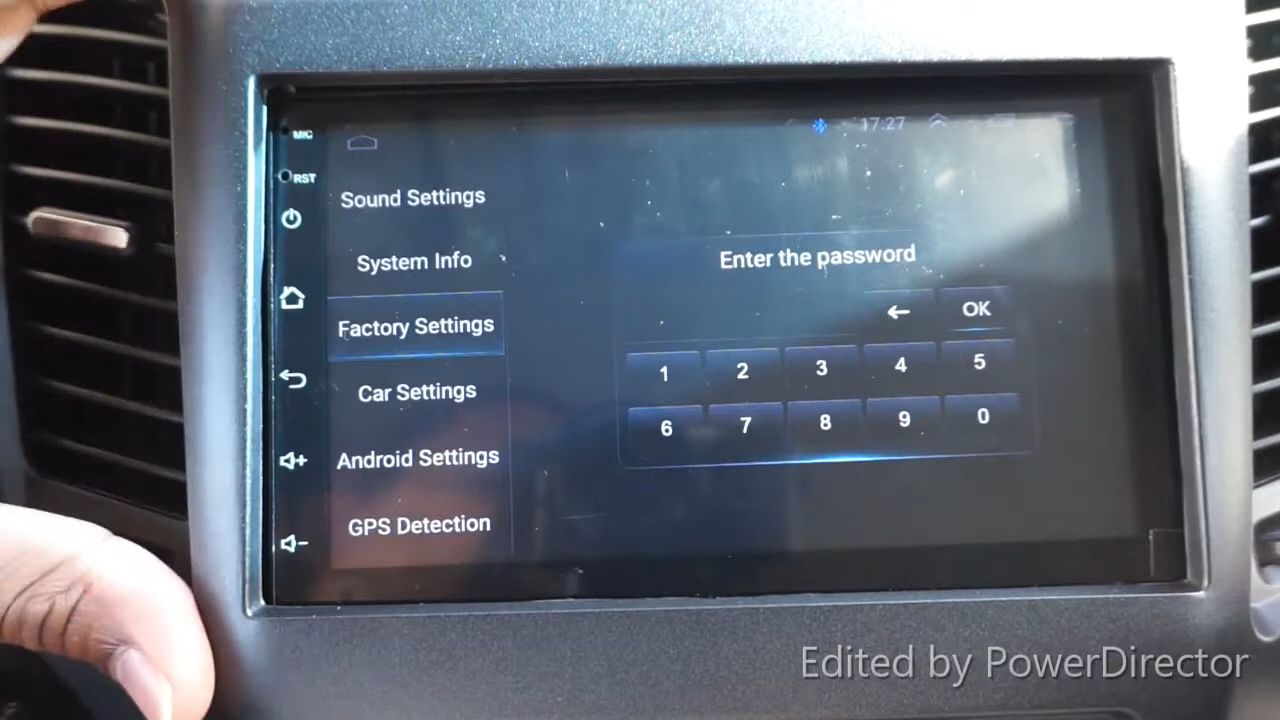 MIC
17:27
RST
Sound Settings
System Info
Enter the password
OK
Factory Settings
1 2 3 4 5
Car Settings
6 7 8 9 0
Android Settings
GPS Detection
Edited by PowerDirector